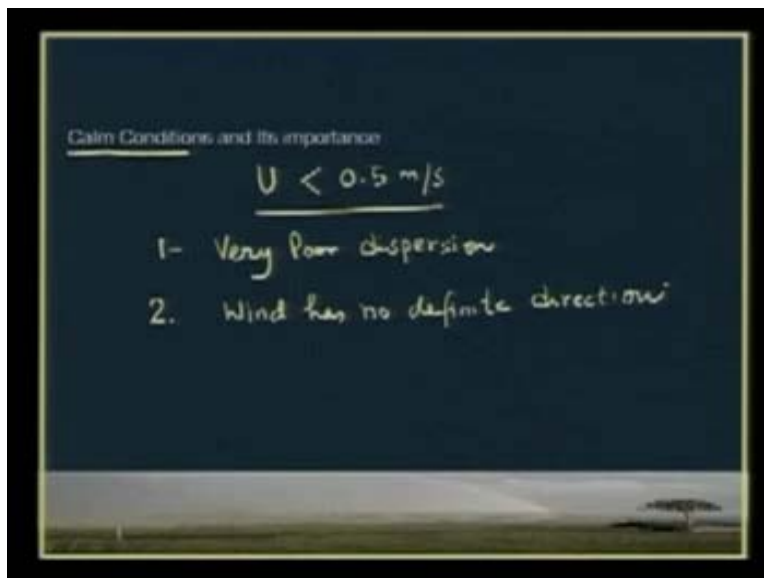 Calm Conditions and Its importance
U < 0.5 m/s
1- Very Poor dispersion
2. Wind has no definite direction